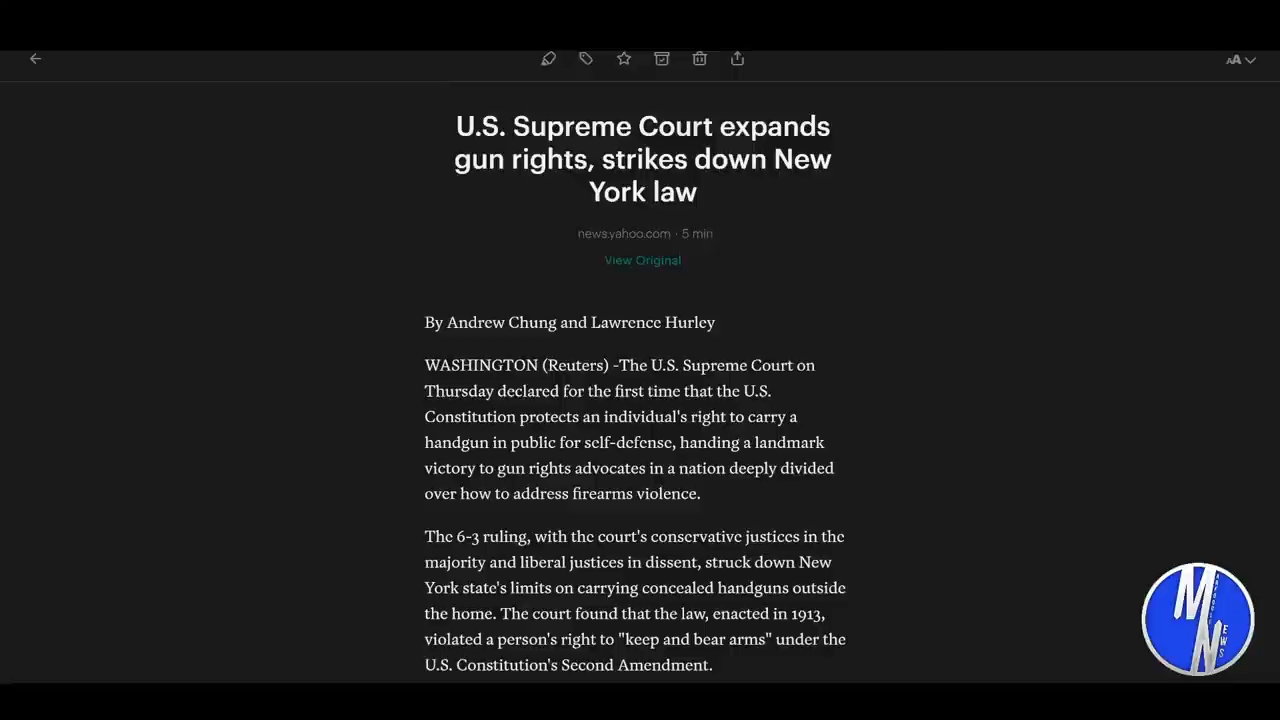 U.S. Supreme Court expands
gun rights, strikes down New
York law
news.yahoo.com · 5 min
View Original
AA
By Andrew Chung and Lawrence Hurley
WASHINGTON (Reuters) -The U.S. Supreme Court on
Thursday declared for the first time that the U.S.
Constitution protects an individual's right to carry a
handgun in public for self-defense, handing a landmark
victory to gun rights advocates in a nation deeply divided
over how to address firearms violence.
The 6-3 ruling, with the court's conservative justices in the
majority and liberal justices in dissent, struck down New
York state's limits on carrying concealed handguns outside
the home. The court found that the law, enacted in 1913,
violated a person's right to "keep and bear arms" under the
U.S. Constitution's Second Amendment.
M
NEWS